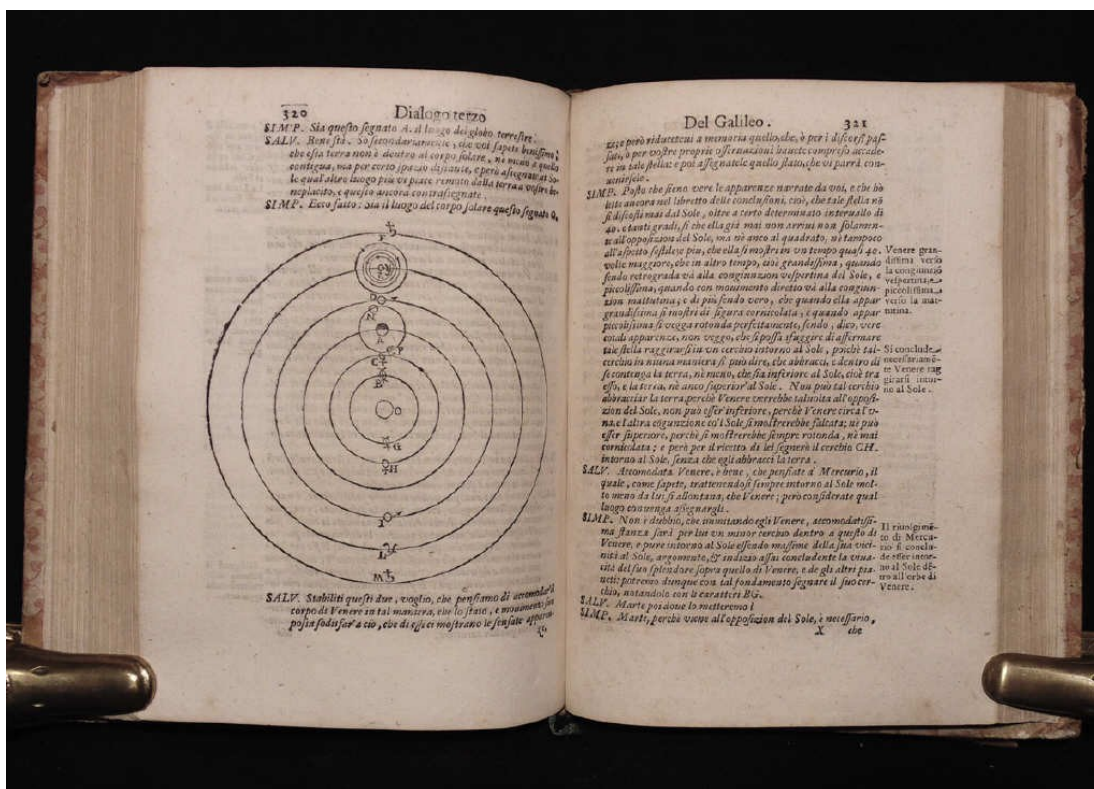 320
Dialogo terzo
SIMP. Sia questo segnato A. il luogo del globo terrestre.
SALV. Bene stà. Sò secondariamente, che voi sapete benissimo,
che essa terra non è dentro al corpo solare, nè meno a quello
contigua, ma per certo spazio distante, e però assegnate al So-
le qual'altro luogo più vi piace remoto dalla terra a vostro be-
neplacito, e questo ancora contrassegnate.
SIMP. Ecco fatto: Sia il luogo del corpo solare questo segnato O.
F
D
N
A
C
P
E
B
O
G
H
I
L
M
SALV. Stabiliti questi due, voglio, che pensiamo di accomodar'il
corpo di Venere in tal maniera, che lo stato, e movimento suo
possa sodisfar'a ciò, che di essi ci mostrano le sensate apparen-
Del Galileo.
321
ze; e però riducetevi a memoria quello, che, ò per i discorsi pas-
sati, ò per vostre proprie osservazioni havete compreso accade-
re in tale stella: e poi assegnatele quello stato, che vi parrà con-
venirsele.
SIMP. Posto che sieno vere le apparenze narrate da voi, e che hò
lette ancora nel libretto delle conclusioni, cioè, che tale stella nõ
si discosti mai dal Sole, oltre a certo determinato intervallo di
40. e tanti gradi, sì che ella già mai non arrivi non solamen-
te all'opposizion del Sole, ma nè anco al quadrato, nè tampoco
all'aspetto sestile: e più, che ella si mostri in un tempo quasi 40.
volte maggiore, che in altro tempo, cioè grandissima, quando
sendo retrograda và alla congiunzion vespertina del Sole, e
piccolissima, quando con movimento diretto và alla congiun-
zion mattutina; e di più sendo vero, che quando ella appar
grandissima si mostri di figura cornicolata, e quando appar
piccolissima si vegga rotonda perfettamente, sendo, dico, vere
cotali apparenze, non veggo, che si possa sfuggire di affermare
tale stella raggirarsi in vn cerchio intorno al Sole, poichè tal
cerchio in niuna maniera si può dire, che abbracci, e dentro di
se contenga la terra, nè meno, che sia inferiore al Sole, cioè tra
esso, e la terra, nè anco superior'al Sole. Non può tal cerchio
abbracciar la terra, perchè Venere verrebbe talvolta all'opposi-
zion del Sole, non può esser'inferiore, perchè Venere circa l'v-
na, e l'altra cõgunzione co'l Sole si mostrerebbe falcata; nè può
esser superiore, perchè si mostrerebbe sempre rotonda, nè mai
cornicolata; e però per il ricetto di lei segnerò il cerchio CH.
intorno al Sole, senza che egli abbracci la terra.
SALV. Accomodata Venere, è bene, che pensiate a' Mercurio, il
quale, come sapete, trattenendosi sempre intorno al Sole mol-
to meno da lui si allontana, che Venere; però considerate qual
luogo convenga assegnargli.
SIMP. Non è dubbio, che imitando egli Venere, accomodatissi-
ma stanza sarà per lui vn minor cerchio dentro a questo di
Venere, e pure intorno al Sole essendo massime della sua vici-
nità al Sole, argomento, & indizio assai concludente la viva-
cità del suo splendore sopra quello di Venere, e de gli altri pia-
neti: potremo dunque con tal fondamento segnare il suo cer-
chio, notandolo con le caratteri BG.
SALV. Marte poi doue lo metteremo?
SIMP. Marte, perchè viene all'opposizion del Sole, è necessario,
X che
Venere gran-
dissima verso
la congiunziõ
vespertina, e
piccolissima
verso la mat-
tutina.
Si conclude
necessariamẽ-
te Venere rag
girarsi intor-
no al Sole.
Il rivolgimẽ-
to di Mercu-
rio si conclu-
de esser intor-
no al Sole dẽ-
tro all'orbe di
Venere.